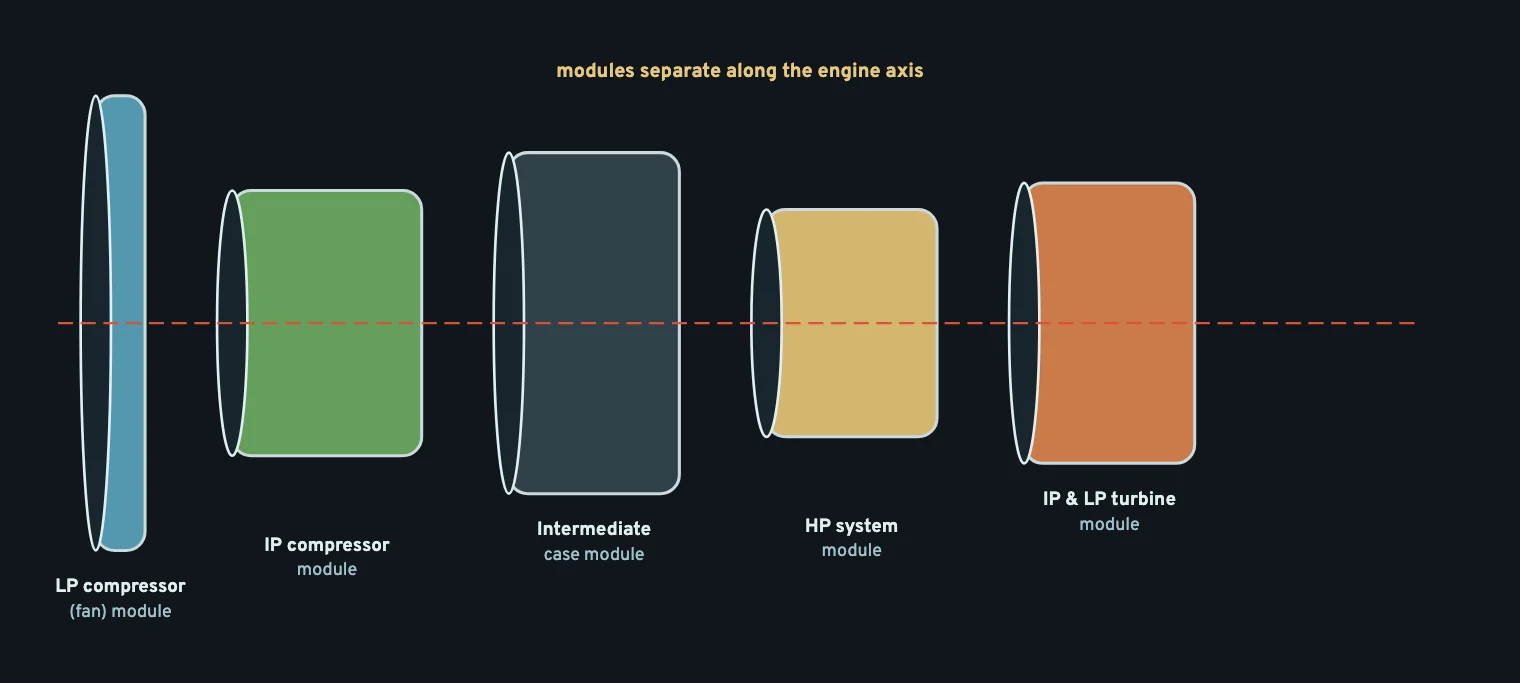 modules separate along the engine axis
LP compressor
(fan) module
IP compressor
module
Intermediate
case module
HP system
module
IP & LP turbine
module